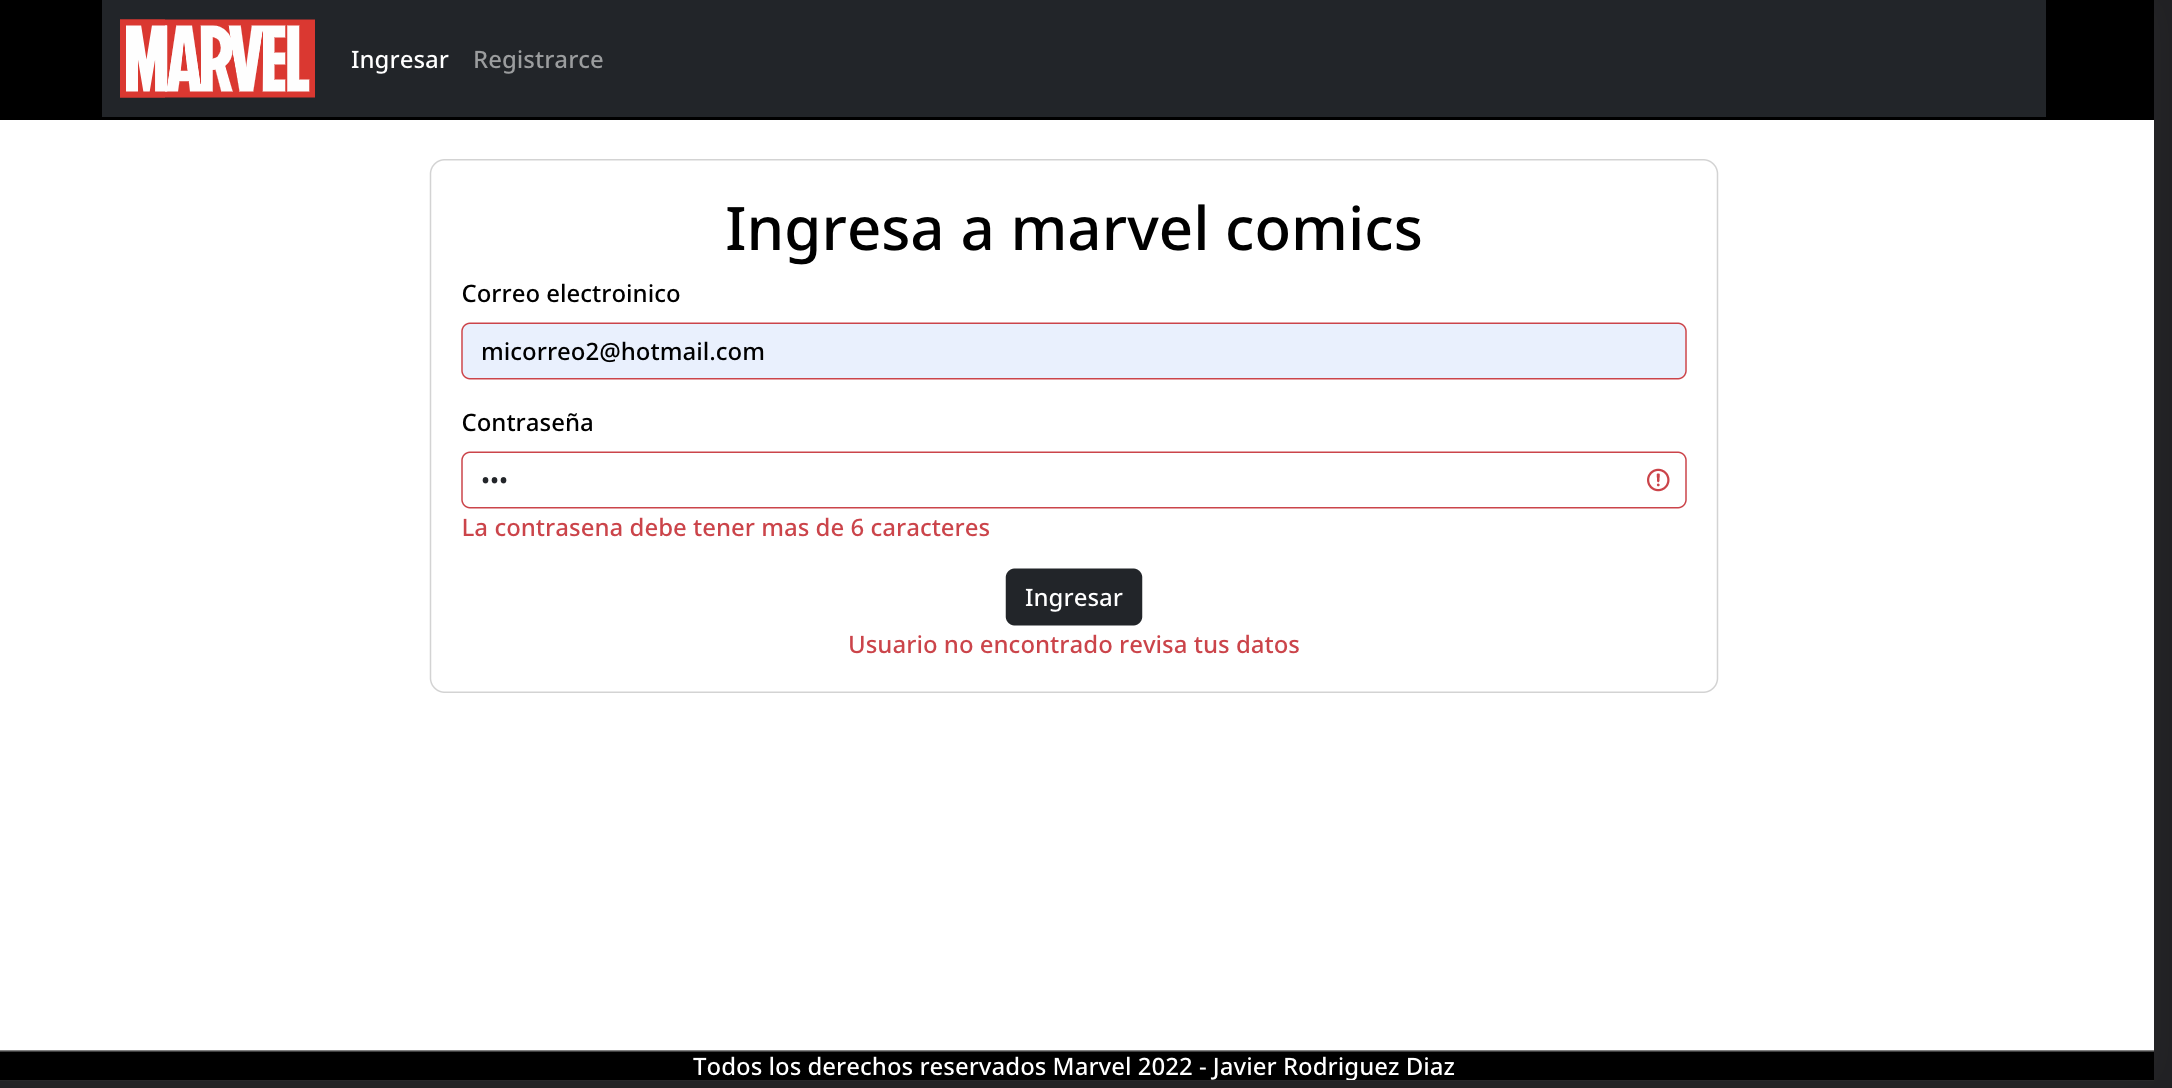 MARVEL Ingresar Registrarce
Ingresa a marvel comics
Correo electroinico
micorreo2@hotmail.com
Contraseña
•••
La contrasena debe tener mas de 6 caracteres
Ingresar
Usuario no encontrado revisa tus datos
Todos los derechos reservados Marvel 2022 - Javier Rodriguez Diaz